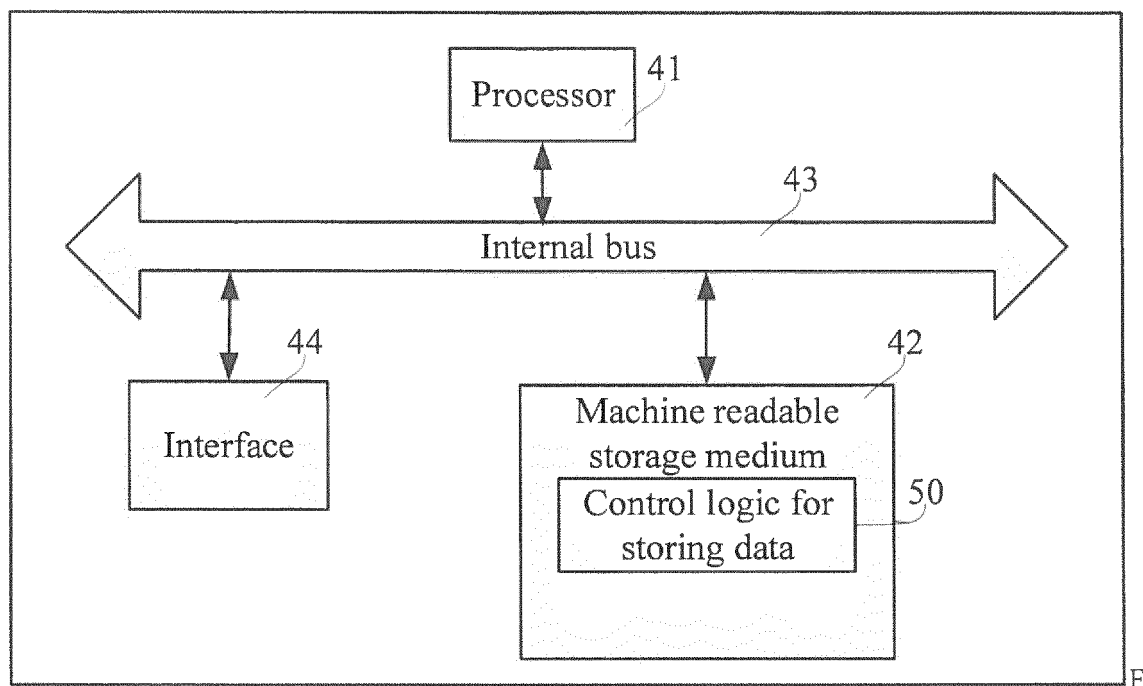 41
Processor
43
Internal bus
44
Interface
42
Machine readable
storage medium
50
Control logic for
storing data